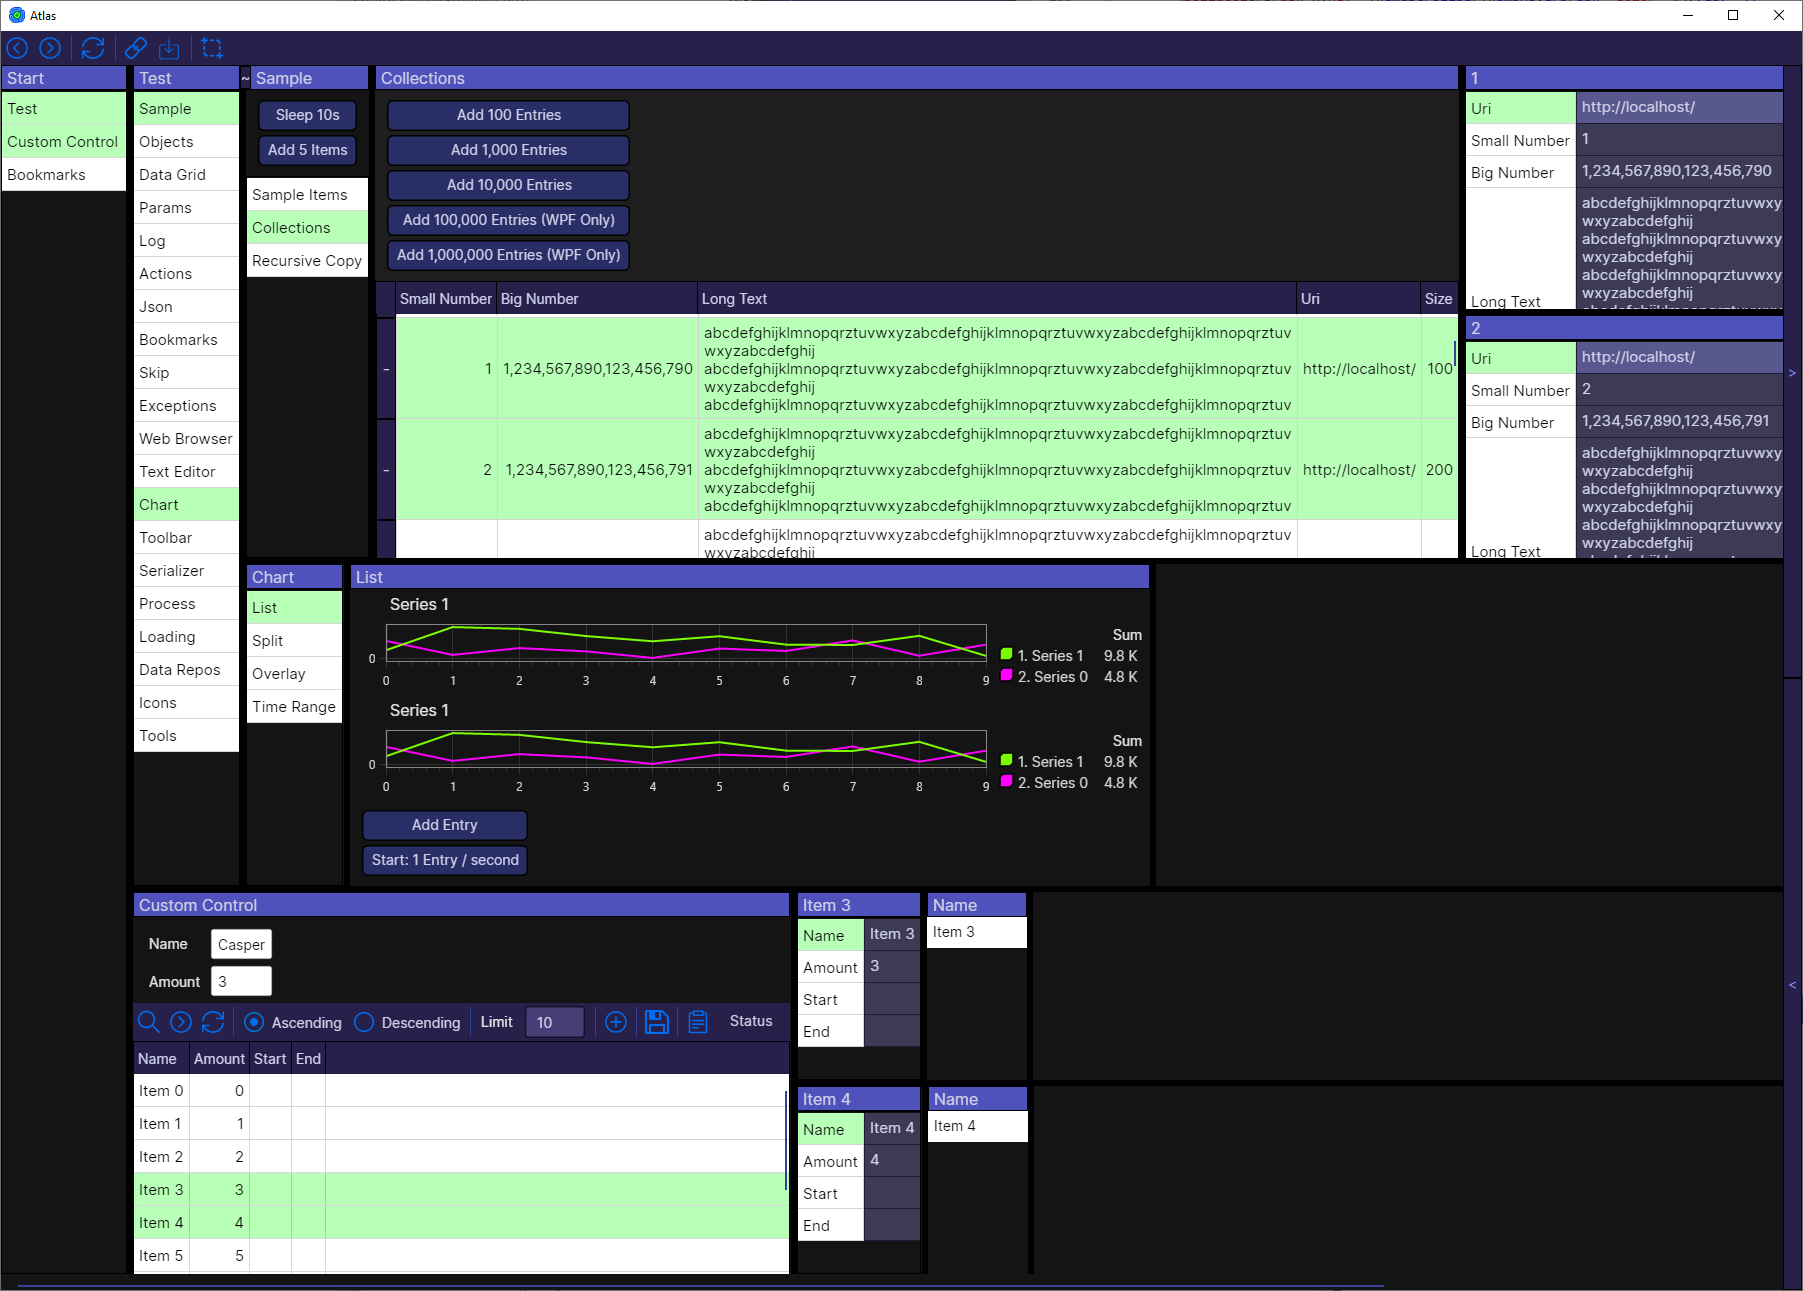 Atlas
Start
Test
Custom Control
Bookmarks
Test
Sample
Objects
Data Grid
Params
Log
Actions
Json
Bookmarks
Skip
Exceptions
Web Browser
Text Editor
Chart
Toolbar
Serializer
Process
Loading
Data Repos
Icons
Tools
~
Sample
Sleep 10s
Add 5 Items
Sample Items
Collections
Recursive Copy
Collections
Add 100 Entries
Add 1,000 Entries
Add 10,000 Entries
Add 100,000 Entries (WPF Only)
Add 1,000,000 Entries (WPF Only)
Small Number Big Number Long Text Uri Size
abcdefghijklmnopqrztuvwxyzabcdefghijklmnopqrztuvwxyzabcdefghijklmnopqrztuv
wxyzabcdefghij
- 1 1,234,567,890,123,456,790 abcdefghijklmnopqrztuvwxyzabcdefghijklmnopqrztuvwxyzabcdefghijklmnopqrztuv http://localhost/ 100
wxyzabcdefghij
abcdefghijklmnopqrztuvwxyzabcdefghijklmnopqrztuvwxyzabcdefghijklmnopqrztuv
abcdefghijklmnopqrztuvwxyzabcdefghijklmnopqrztuvwxyzabcdefghijklmnopqrztuv
wxyzabcdefghij
- 2 1,234,567,890,123,456,791 abcdefghijklmnopqrztuvwxyzabcdefghijklmnopqrztuvwxyzabcdefghijklmnopqrztuv http://localhost/ 200
wxyzabcdefghij
abcdefghijklmnopqrztuvwxyzabcdefghijklmnopqrztuvwxyzabcdefghijklmnopqrztuv
abcdefghijklmnopqrztuvwxyzabcdefghijklmnopqrztuvwxyzabcdefghijklmnopqrztuv
wxyzabcdefghij
1
Uri http://localhost/
Small Number 1
Big Number 1,234,567,890,123,456,790
abcdefghijklmnopqrztuvwxy
wxyzabcdefghij
abcdefghijklmnopqrztuvwxy
wxyzabcdefghij
abcdefghijklmnopqrztuvwxy
wxyzabcdefghij
Long Text
2
Uri http://localhost/
Small Number 2
Big Number 1,234,567,890,123,456,791
abcdefghijklmnopqrztuvwxy
wxyzabcdefghij
abcdefghijklmnopqrztuvwxy
wxyzabcdefghij
abcdefghijklmnopqrztuvwxy
wxyzabcdefghij
Long Text
>
<
Chart
List
Split
Overlay
Time Range
List
Series 1
Sum
0
1. Series 1 9.8 K
2. Series 0 4.8 K
0 1 2 3 4 5 6 7 8 9
Series 1
Sum
0
1. Series 1 9.8 K
2. Series 0 4.8 K
0 1 2 3 4 5 6 7 8 9
Add Entry
Start: 1 Entry / second
Custom Control
Name Casper
Amount 3
Ascending Descending Limit 10 Status
Name Amount Start End
Item 0 0
Item 1 1
Item 2 2
Item 3 3
Item 4 4
Item 5 5
Item 3
Name Item 3
Amount 3
Start
End
Name
Item 3
Item 4
Name Item 4
Amount 4
Start
End
Name
Item 4